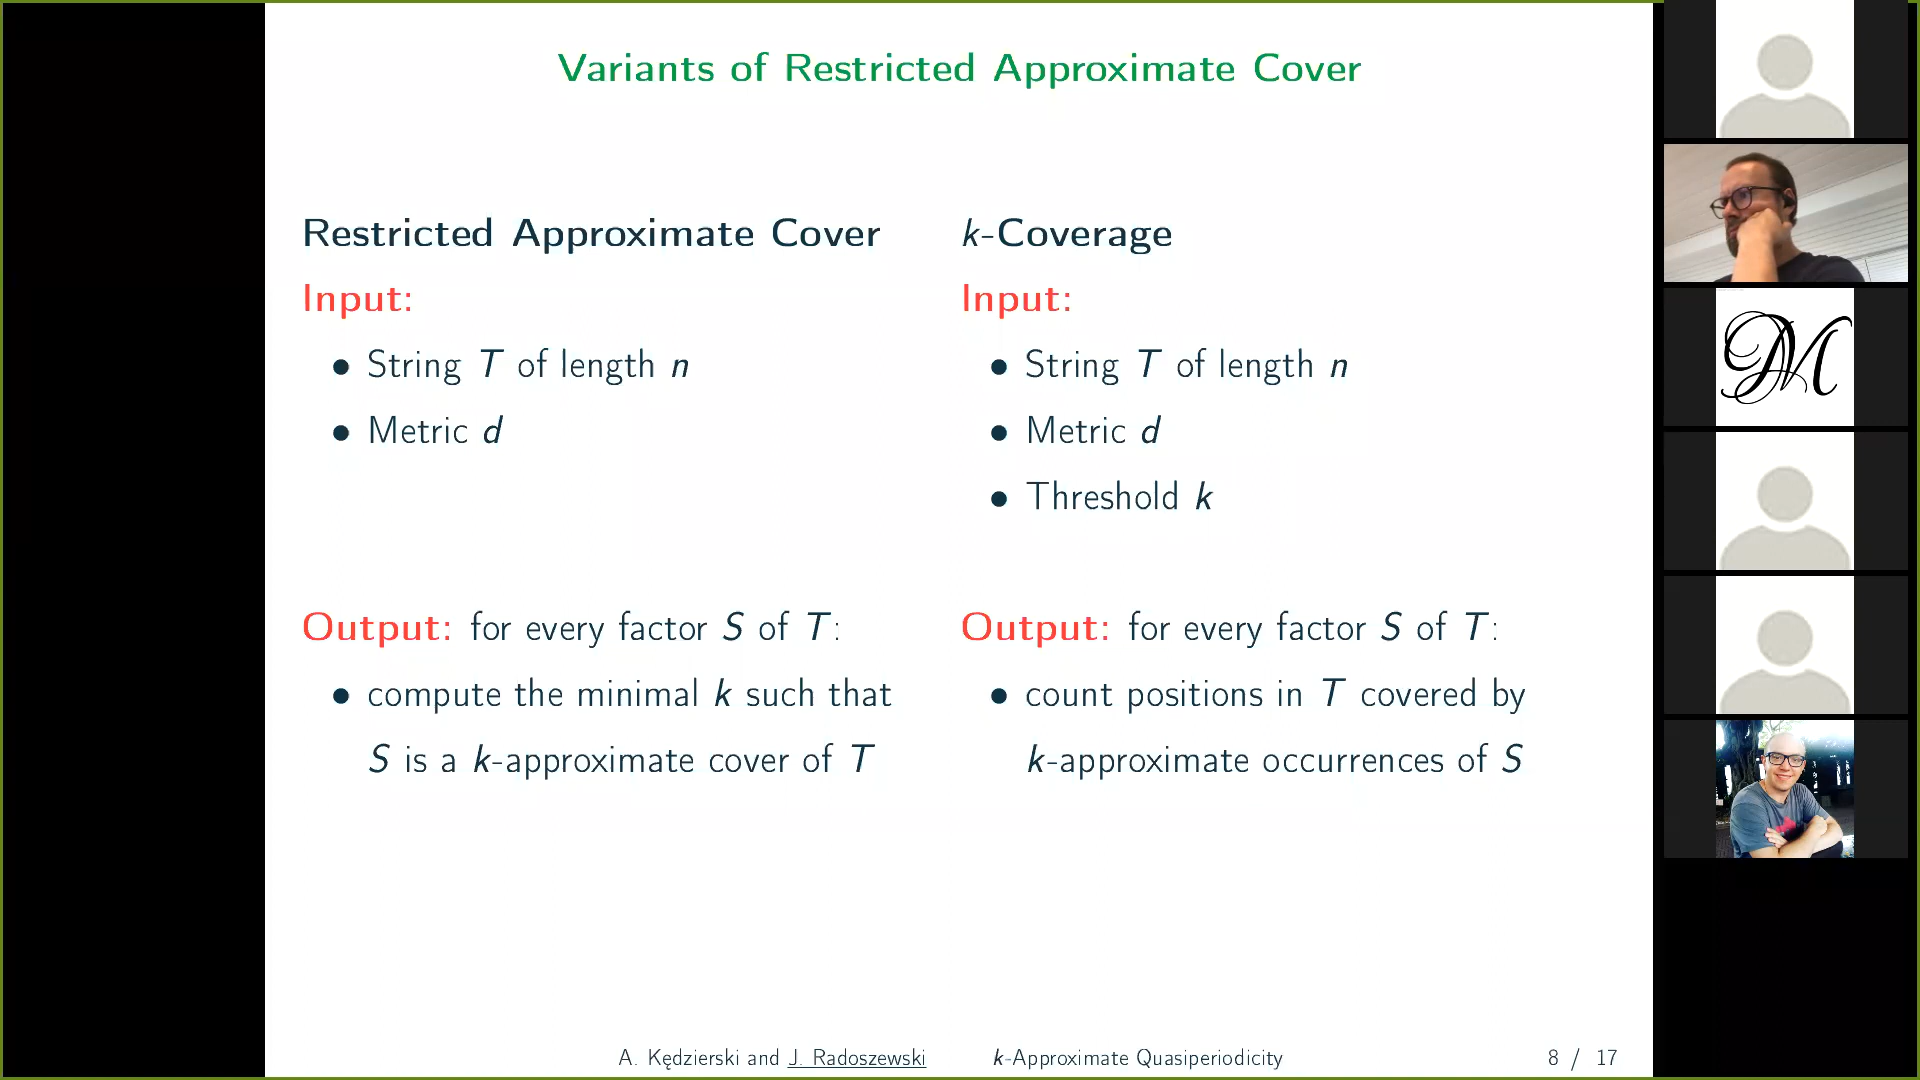 Variants of Restricted Approximate Cover
Restricted Approximate Cover
Input:
• String T of length n
• Metric d
Output: for every factor S of T:
• compute the minimal k such that
S is a k-approximate cover of T
k-Coverage
Input:
• String T of length n
• Metric d
• Threshold k
Output: for every factor S of T:
• count positions in T covered by
k-approximate occurrences of S
A. Kędzierski and J. Radoszewski k-Approximate Quasiperiodicity 8 / 17